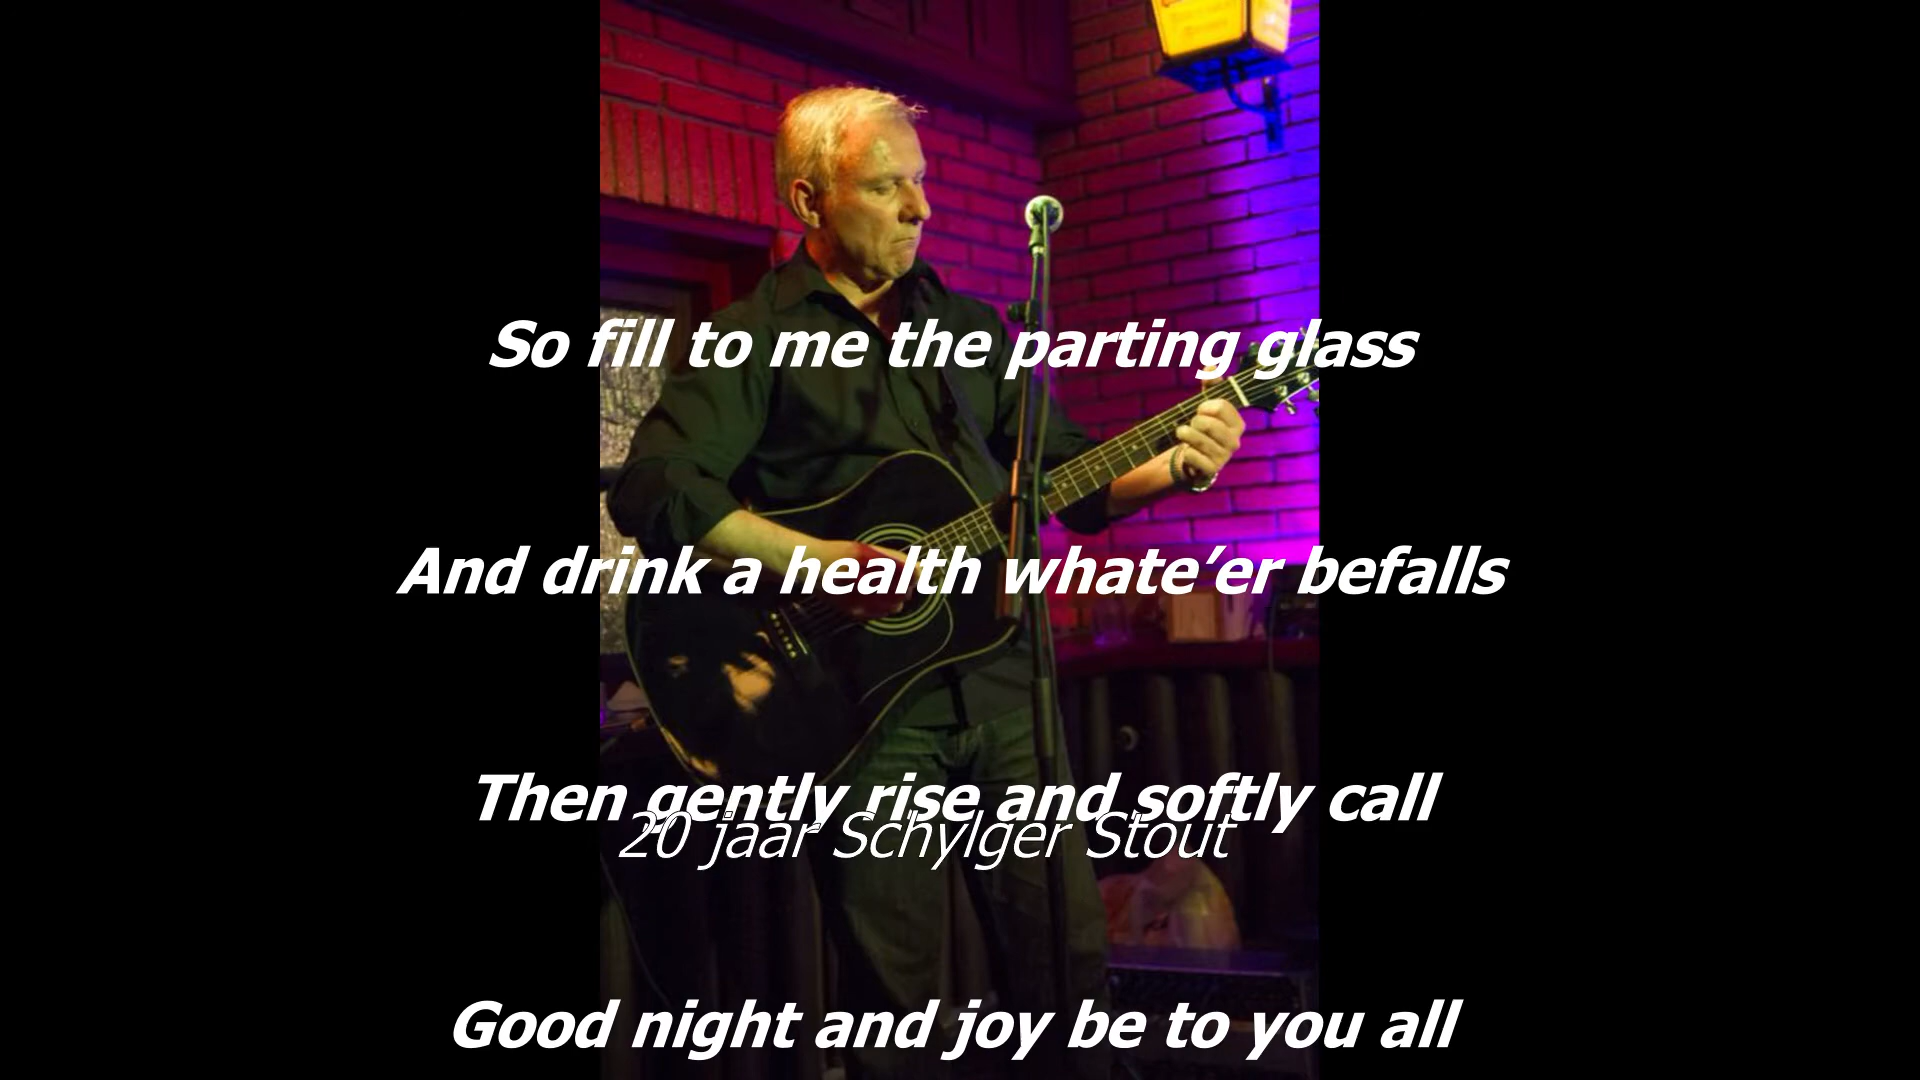 So fill to me the parting glass
And drink a health whate’er befalls
Then gently rise and softly call
20 jaar Schylger Stout
Good night and joy be to you all